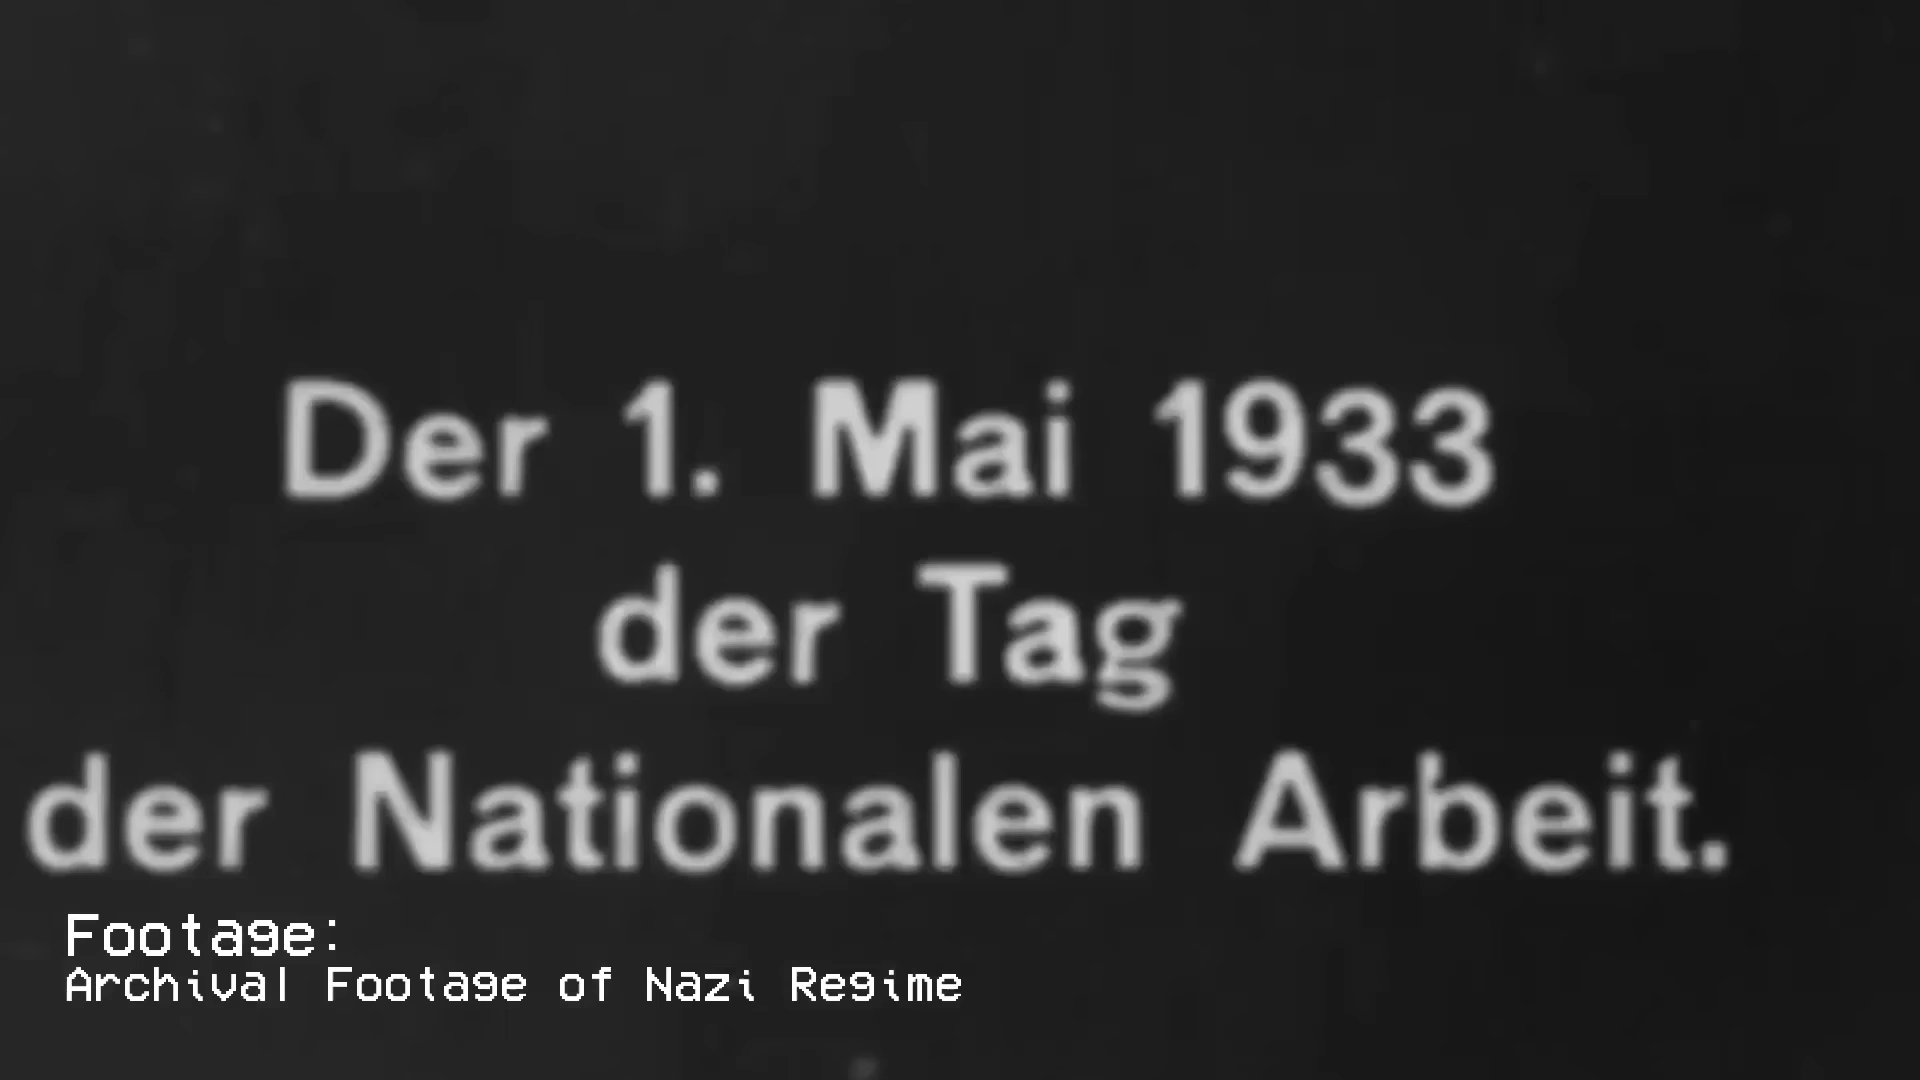 Der 1. Mai 1933
der Tag
der Nationalen Arbeit.
Footage:
Archival Footage of Nazi Regime